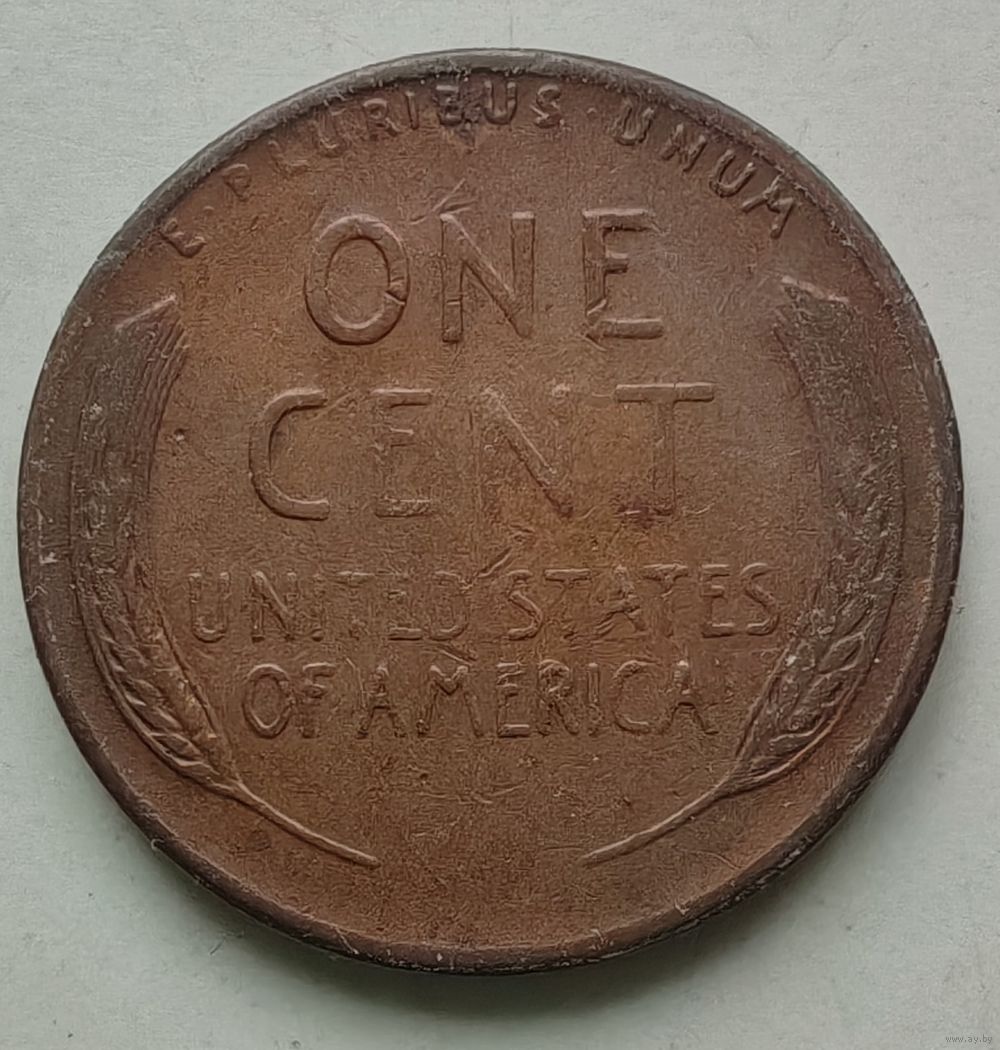 E · PLURIBUS · UNUM
ONE
CENT
UNITED STATES
OF AMERICA
www.ay.by